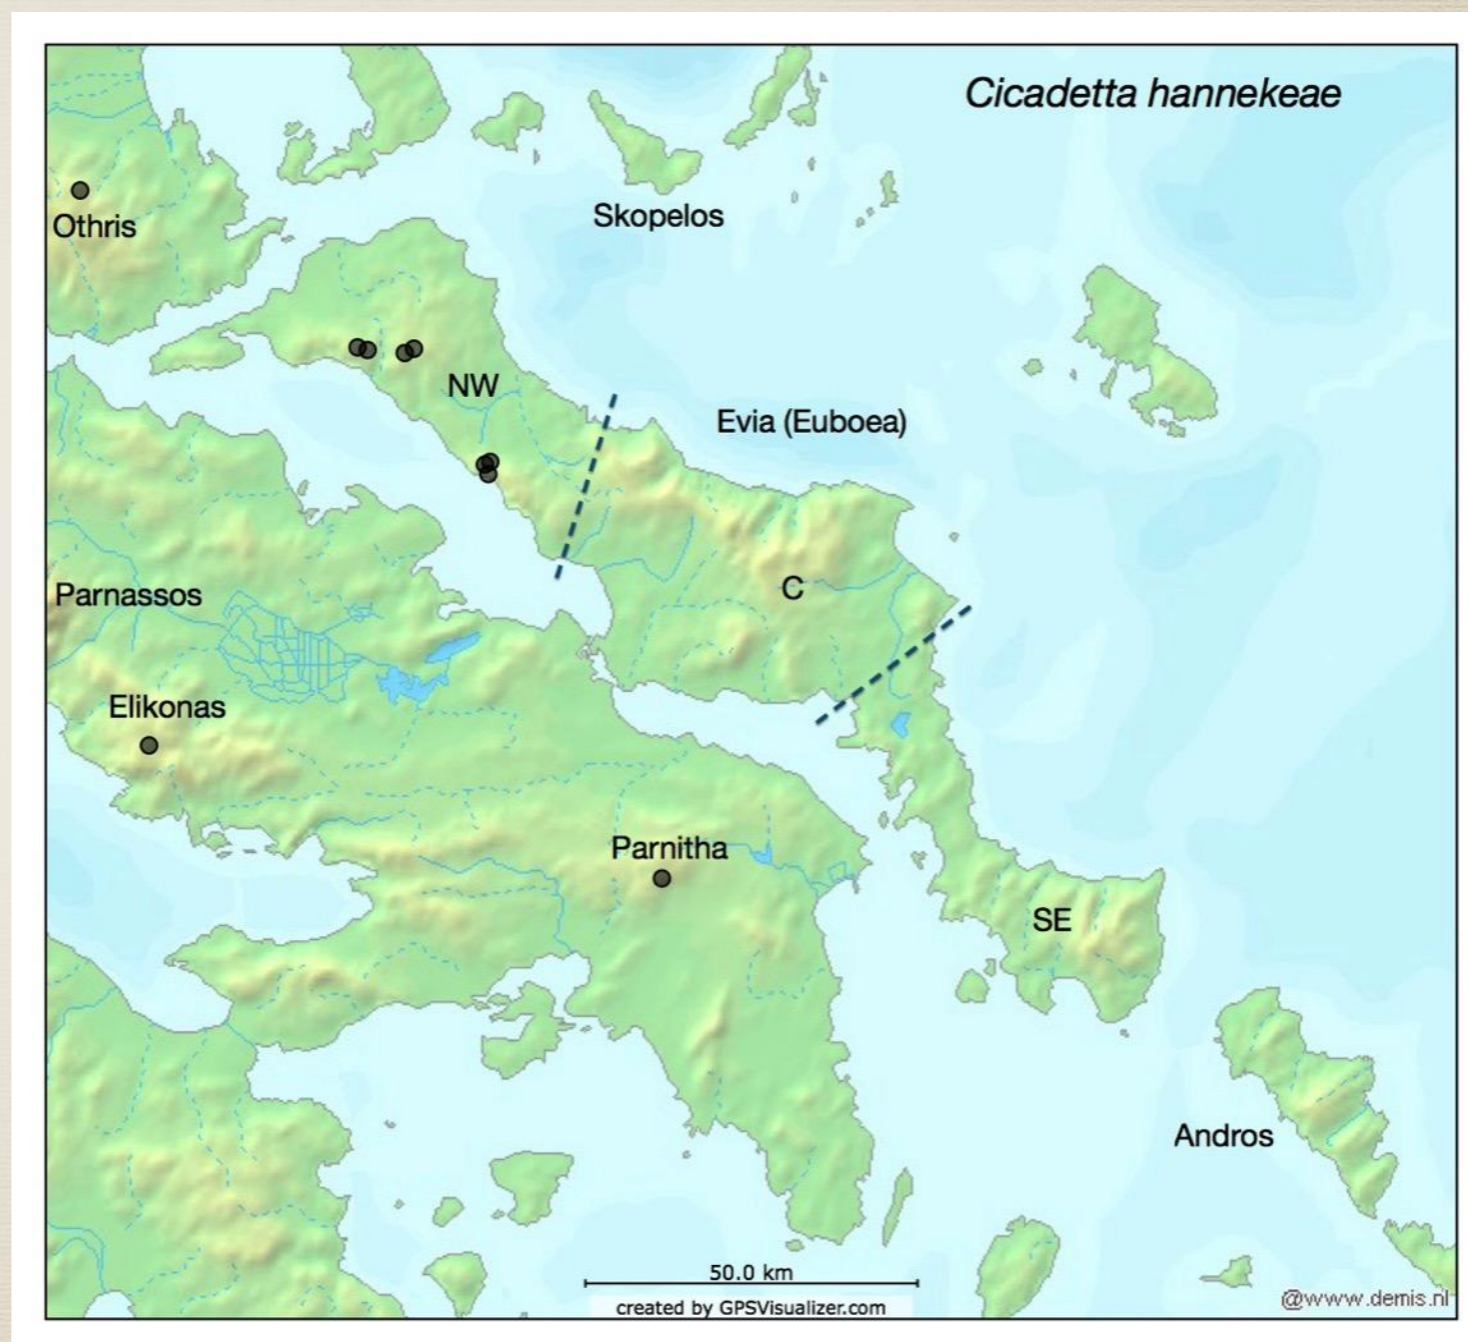 Cicadetta hannekeae
Othris
Skopelos
NW
Evia (Euboea)
C
Parnassos
Elikonas
Parnitha
SE
Andros
50.0 km
created by GPSVisualizer.com
@www.demis.nl